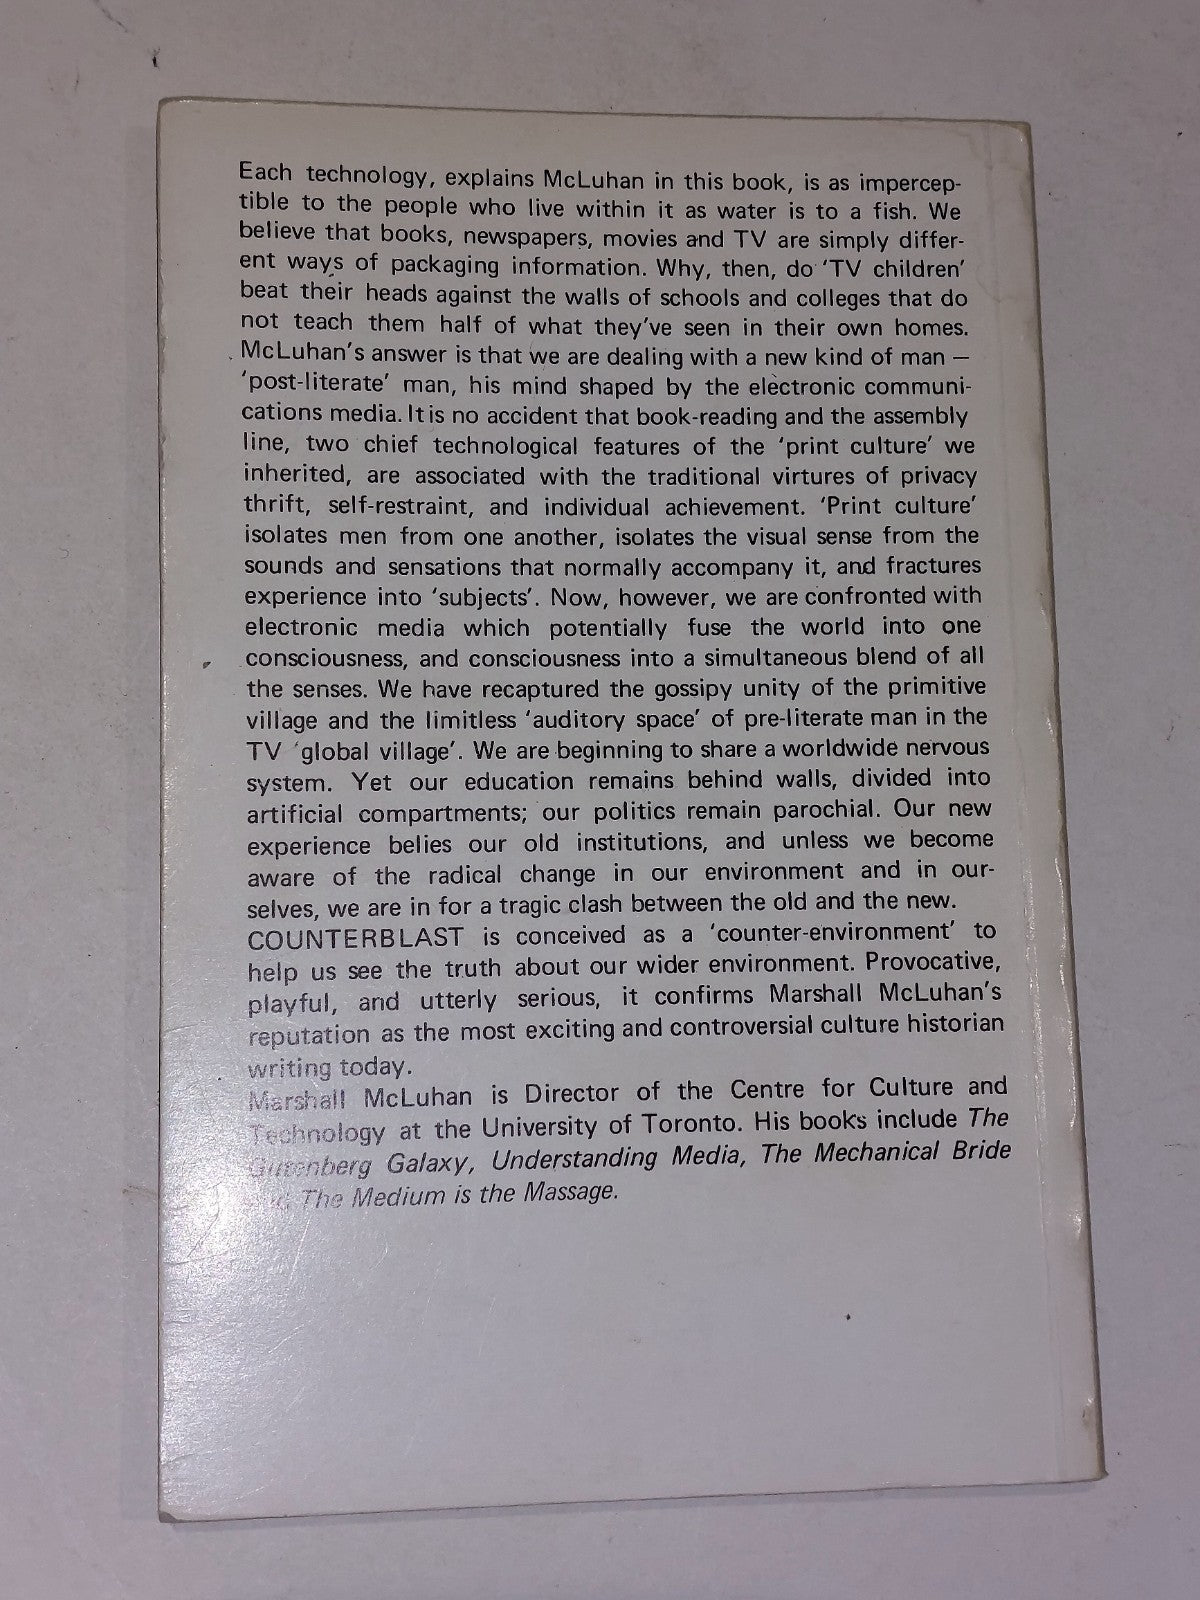 Each technology, explains McLuhan in this book, is as impercep-
tible to the people who live within it as water is to a fish. We
believe that books, newspapers, movies and TV are simply differ-
ent ways of packaging information. Why, then, do 'TV children'
beat their heads against the walls of schools and colleges that do
not teach them half of what they've seen in their own homes.
McLuhan's answer is that we are dealing with a new kind of man —
'post-literate' man, his mind shaped by the electronic communi-
cations media. It is no accident that book-reading and the assembly
line, two chief technological features of the 'print culture' we
inherited, are associated with the traditional virtures of privacy
thrift, self-restraint, and individual achievement. 'Print culture'
isolates men from one another, isolates the visual sense from the
sounds and sensations that normally accompany it, and fractures
experience into 'subjects'. Now, however, we are confronted with
electronic media which potentially fuse the world into one
consciousness, and consciousness into a simultaneous blend of all
the senses. We have recaptured the gossipy unity of the primitive
village and the limitless 'auditory space' of pre-literate man in the
TV 'global village'. We are beginning to share a worldwide nervous
system. Yet our education remains behind walls, divided into
artificial compartments; our politics remain parochial. Our new
experience belies our old institutions, and unless we become
aware of the radical change in our environment and in our-
selves, we are in for a tragic clash between the old and the new.
COUNTERBLAST is conceived as a 'counter-environment' to
help us see the truth about our wider environment. Provocative,
playful, and utterly serious, it confirms Marshall McLuhan's
reputation as the most exciting and controversial culture historian
writing today.
Marshall McLuhan is Director of the Centre for Culture and
Technology at the University of Toronto. His books include The
Gutenberg Galaxy, Understanding Media, The Mechanical Bride
The Medium is the Massage.